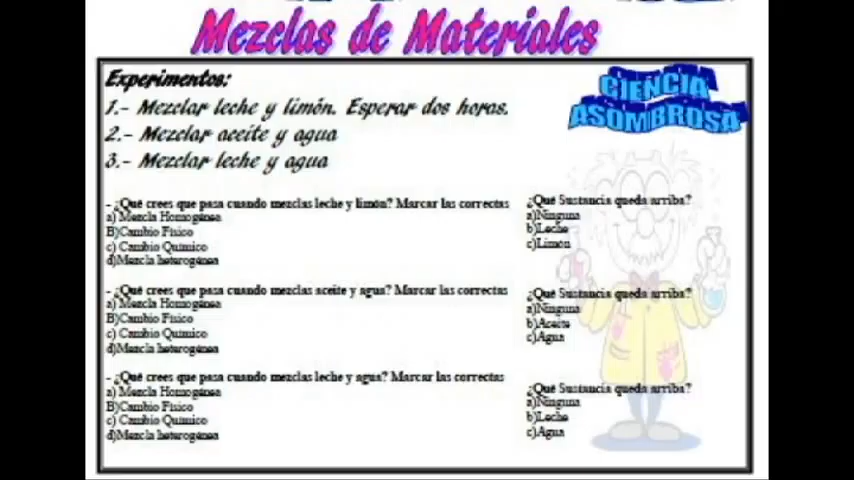 Mezclas de Materiales
CIENCIA
ASOMBROSA
Experimentos:
1.- Mezclar leche y limón. Esperar dos horas.
2.- Mezclar aceite y agua
3.- Mezclar leche y agua
- ¿Qué crees que pasa cuando mezclas leche y limón? Marcar las correctas
a) Mezcla Homogénea
B)Cambio Físico
c) Cambio Químico
d)Mezcla heterogénea
¿Qué Sustancia queda arriba?
a)Ninguna
b)Leche
c)Limón
- ¿Qué crees que pasa cuando mezclas aceite y agua? Marcar las correctas
a) Mezcla Homogénea
B)Cambio Físico
c) Cambio Químico
d)Mezcla heterogénea
¿Qué Sustancia queda arriba?
a)Ninguna
b)Aceite
c)Agua
- ¿Qué crees que pasa cuando mezclas leche y agua? Marcar las correctas
a) Mezcla Homogénea
B)Cambio Físico
c) Cambio Químico
d)Mezcla heterogénea
¿Qué Sustancia queda arriba?
a)Ninguna
b)Leche
c)Agua